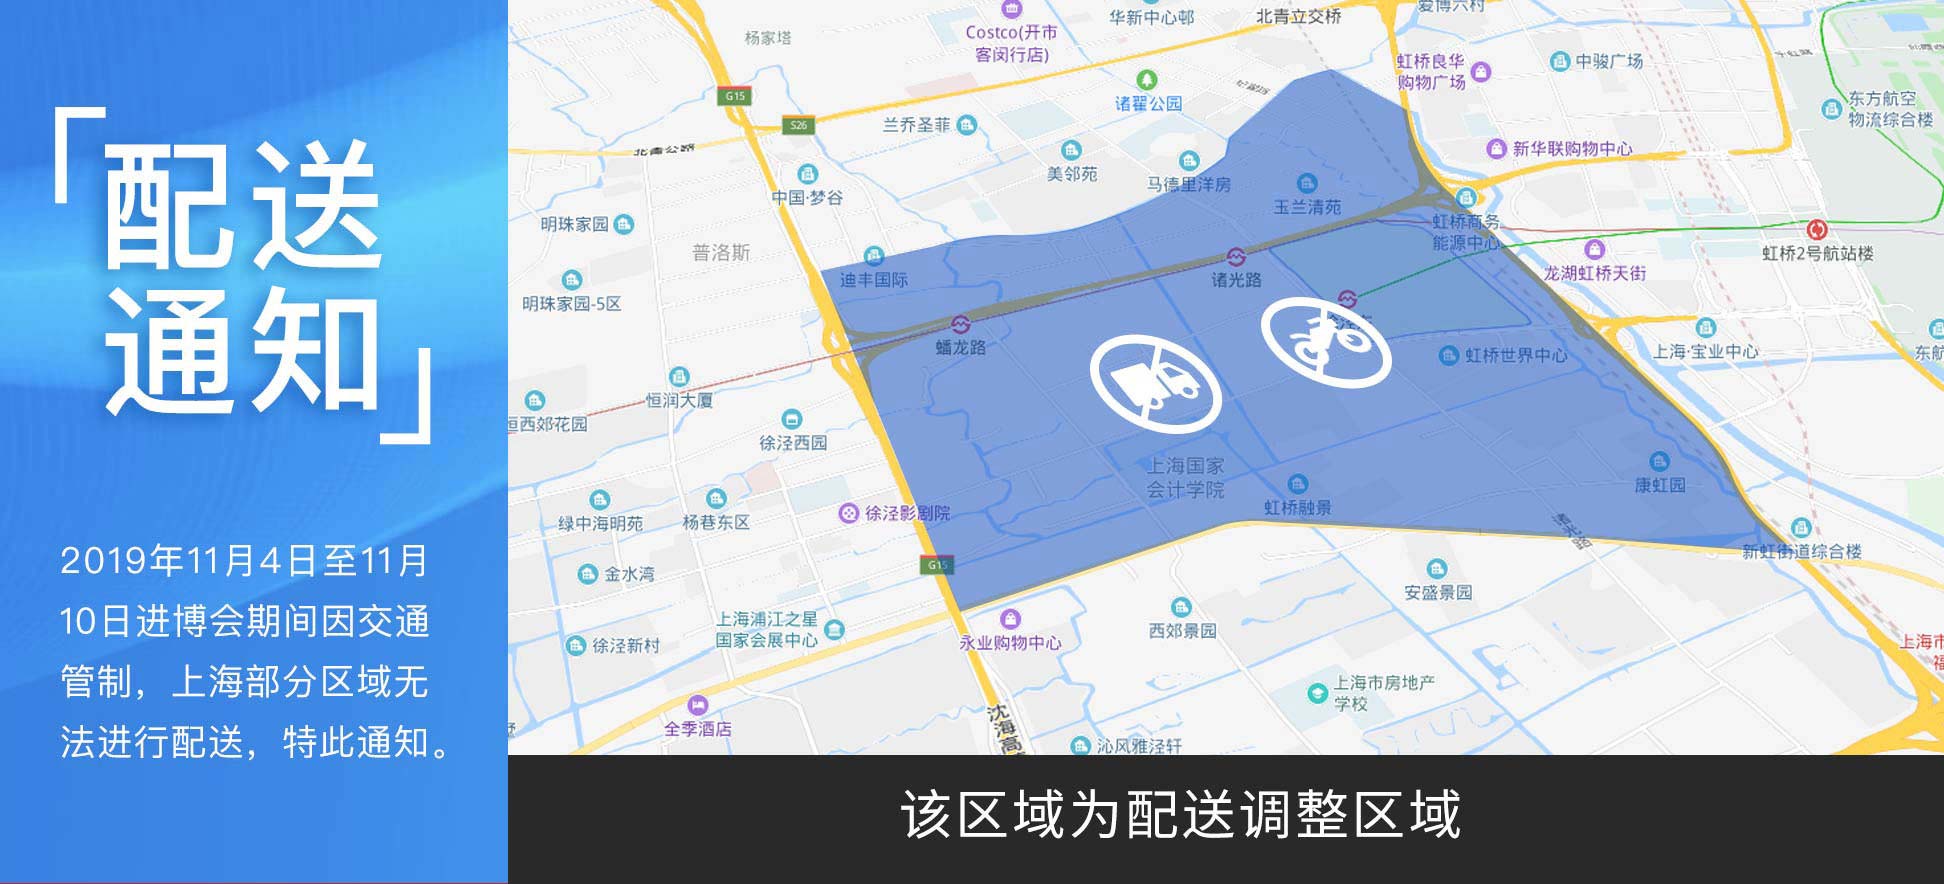 「配送
通知」
2019年11月4日至11月
10日进博会期间因交通
管制，上海部分区域无
法进行配送，特此通知。
杨家塔
Costco(开市
客闵行店)
华新中心邨
北青立交桥
爱博六村
虹桥良华
购物广场
中骏广场
诸翟公园
东方航空
物流综合楼
G15
S26
兰乔圣菲
北青公路
美邻苑
马德里洋房
新华联购物中心
中国·梦谷
玉兰清苑
明珠家园
虹桥商务
能源中心
普洛斯
虹桥2号航站楼
龙湖虹桥天街
迪丰国际
诸光路
明珠家园-5区
蟠龙路
虹桥世界中心
上海·宝业中心
东航
恒润大厦
恒西郊花园
徐泾西园
上海国家
会计学院
康虹园
虹桥融景
徐泾影剧院
绿中海明苑
杨巷东区
新虹街道综合楼
G15
金水湾
安盛景园
上海浦江之星
国家会展中心
西郊景园
永业购物中心
徐泾新村
上海市
福
上海市房地产
学校
全季酒店
沈海高速
沁风雅泾轩
该区域为配送调整区域